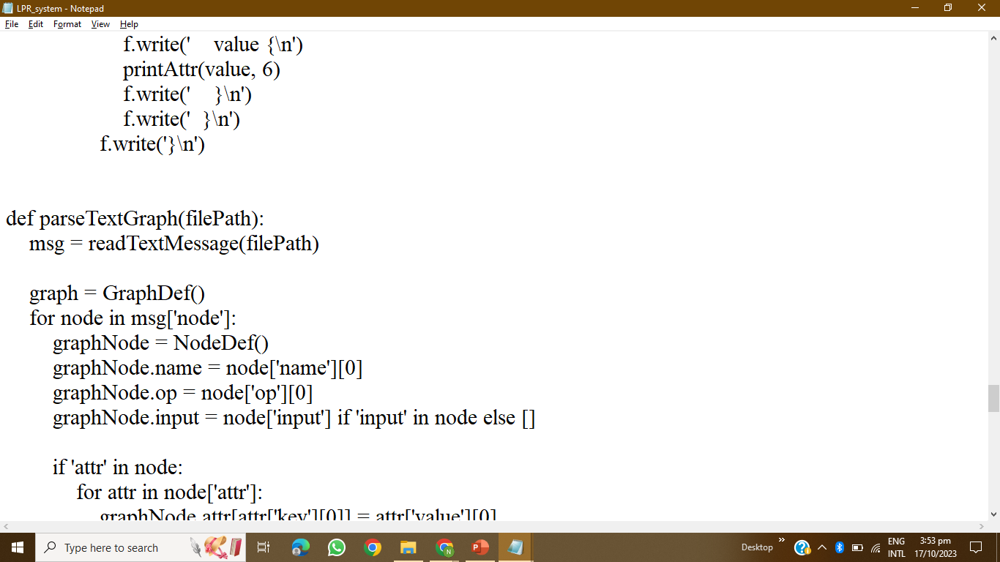 LPR_system - Notepad
File Edit Format View Help
            f.write('    value {\n')
            printAttr(value, 6)
            f.write('    }\n')
            f.write('  }\n')
        f.write('}\n')
def parseTextGraph(filePath):
    msg = readTextMessage(filePath)
    graph = GraphDef()
    for node in msg['node']:
        graphNode = NodeDef()
        graphNode.name = node['name'][0]
        graphNode.op = node['op'][0]
        graphNode.input = node['input'] if 'input' in node else []
        if 'attr' in node:
            for attr in node['attr']:
                graphNode.attr[attr['key'][0]] = attr['value'][0]
Type here to search
Desktop
ENG
INTL
3:53 pm
17/10/2023